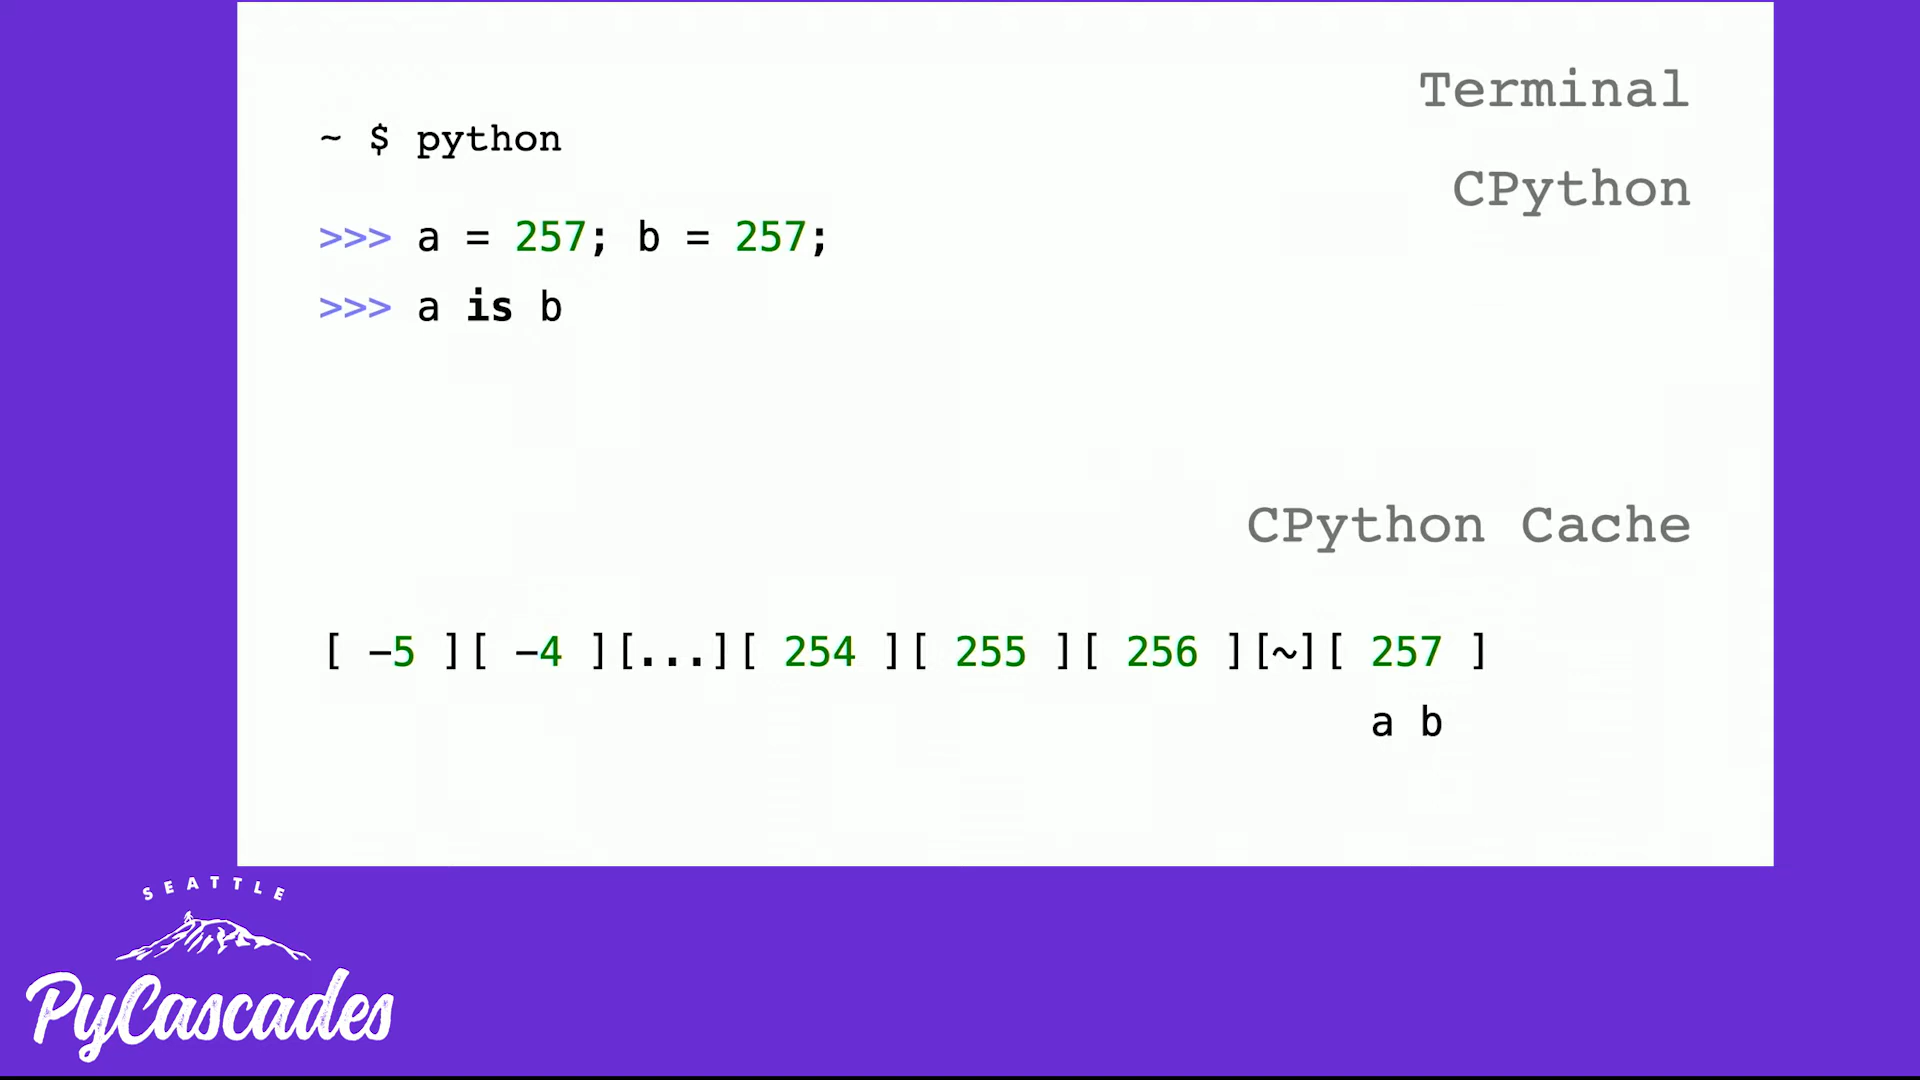 Terminal
~ $ python
CPython
>>> a = 257; b = 257;
>>> a is b
CPython Cache
[ -5 ][ -4 ][...][ 254 ][ 255 ][ 256 ][~][ 257 ]
a b
SEATTLE
PyCascades